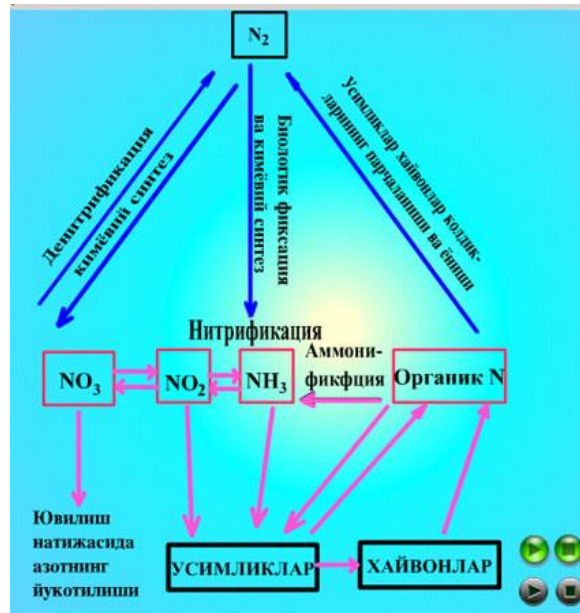 N₂
Денитрификация
кимёвий синтез
Биологик фиксация
ва кимёвий синтез
Усимликлар хайвонлар колдик-
ларининг парчаланиши ва ёниши
Нитрификация
Аммони-
фикфция
NO₃
NO₂
NH₃
Органик N
Ювилиш
натижасида
азотнинг
йукотилиши
УСИМЛИКЛАР
ХАЙВОНЛАР